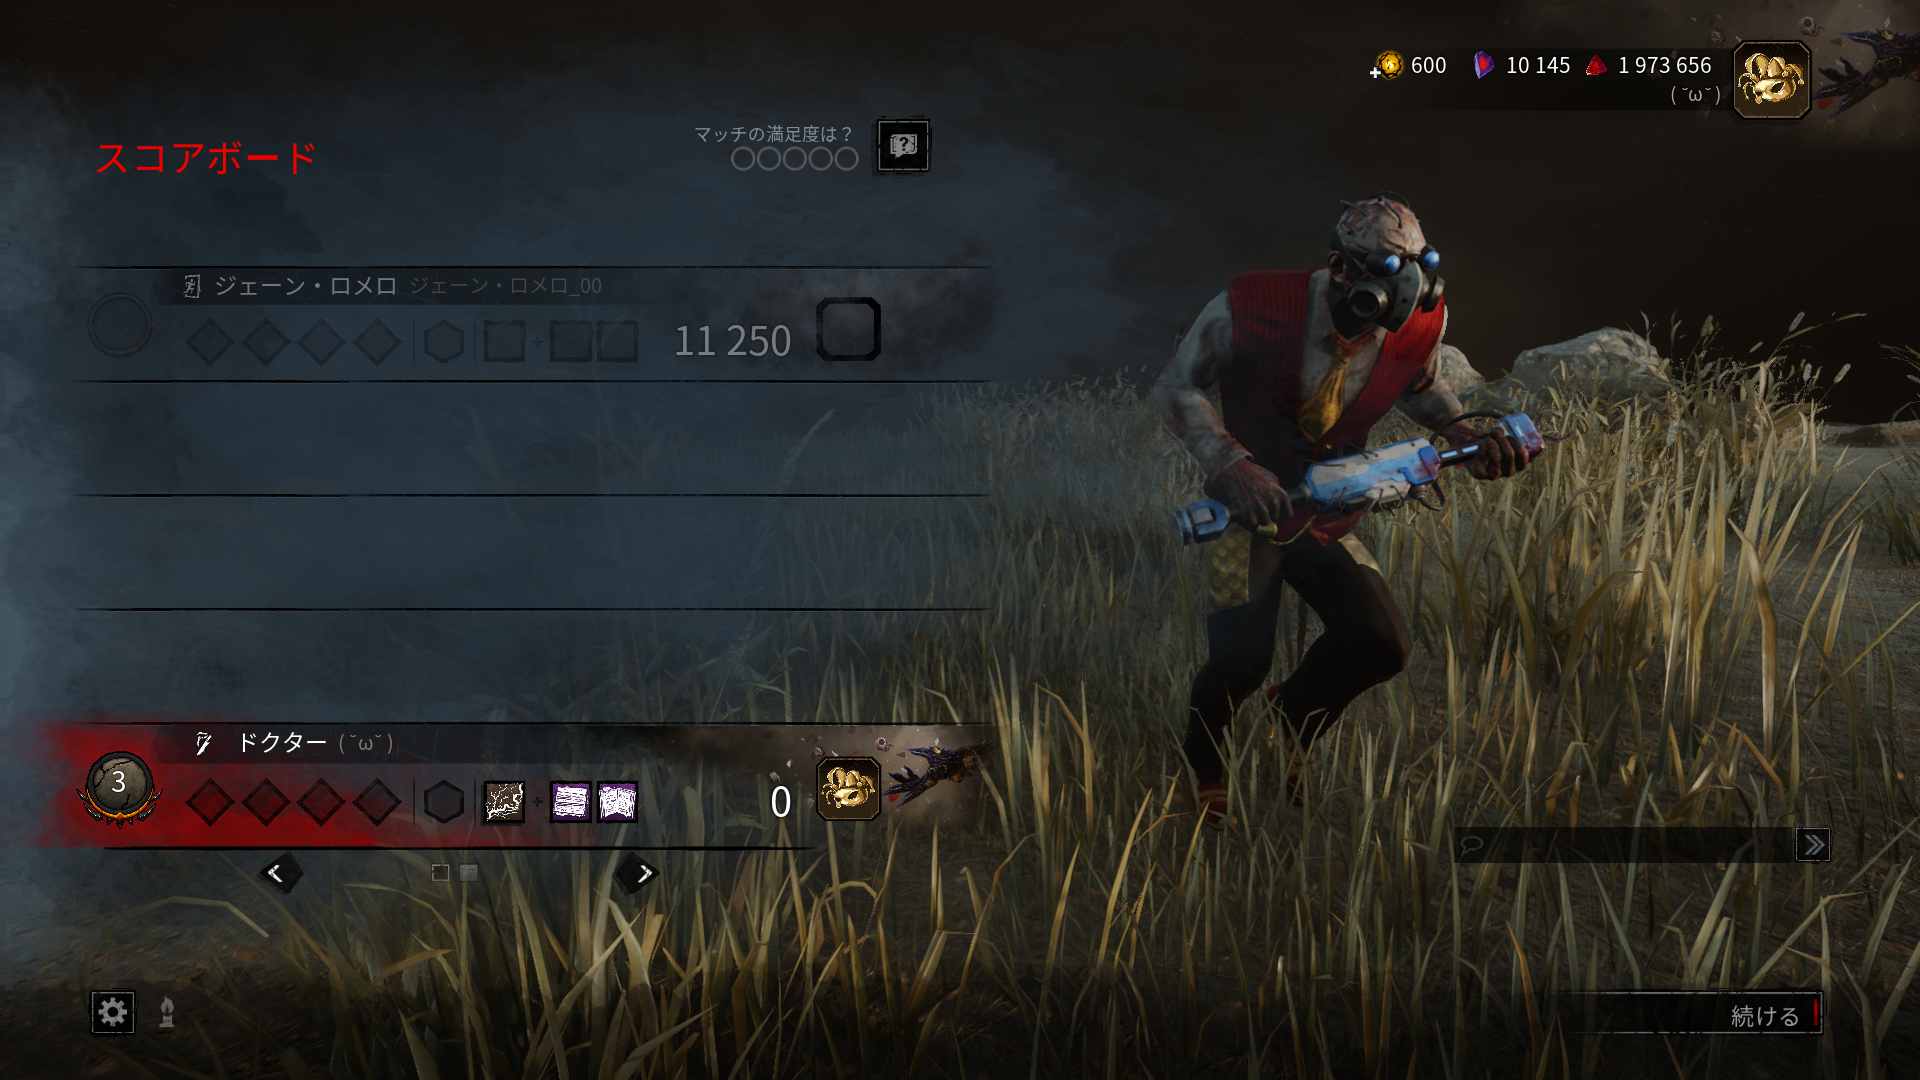 600 10 145 1 973 656
( ˘ω˘ )
スコアボード
マッチの満足度は？
ジェーン・ロメロ ジェーン・ロメロ_00
11 250
ドクター ( ˘ω˘ )
3
0
続ける